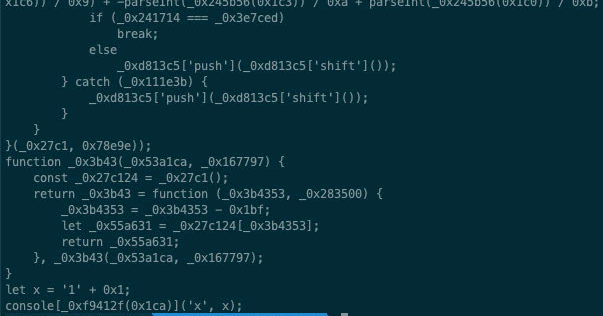 x1c6)) / 0x9) + -parseInt(_0x245b56(0x1c3)) / 0xa + parseInt(_0x245b56(0x1c0)) / 0xb;
            if (_0x241714 === _0x3e7ced)
                break;
            else
                _0xd813c5['push'](_0xd813c5['shift']());
        } catch (_0x111e3b) {
            _0xd813c5['push'](_0xd813c5['shift']());
        }
    }
}(_0x27c1, 0x78e9e));
function _0x3b43(_0x53a1ca, _0x167797) {
    const _0x27c124 = _0x27c1();
    return _0x3b43 = function (_0x3b4353, _0x283500) {
        _0x3b4353 = _0x3b4353 - 0x1bf;
        let _0x55a631 = _0x27c124[_0x3b4353];
        return _0x55a631;
    }, _0x3b43(_0x53a1ca, _0x167797);
}
let x = '1' + 0x1;
console[_0xf9412f(0x1ca)]('x', x);